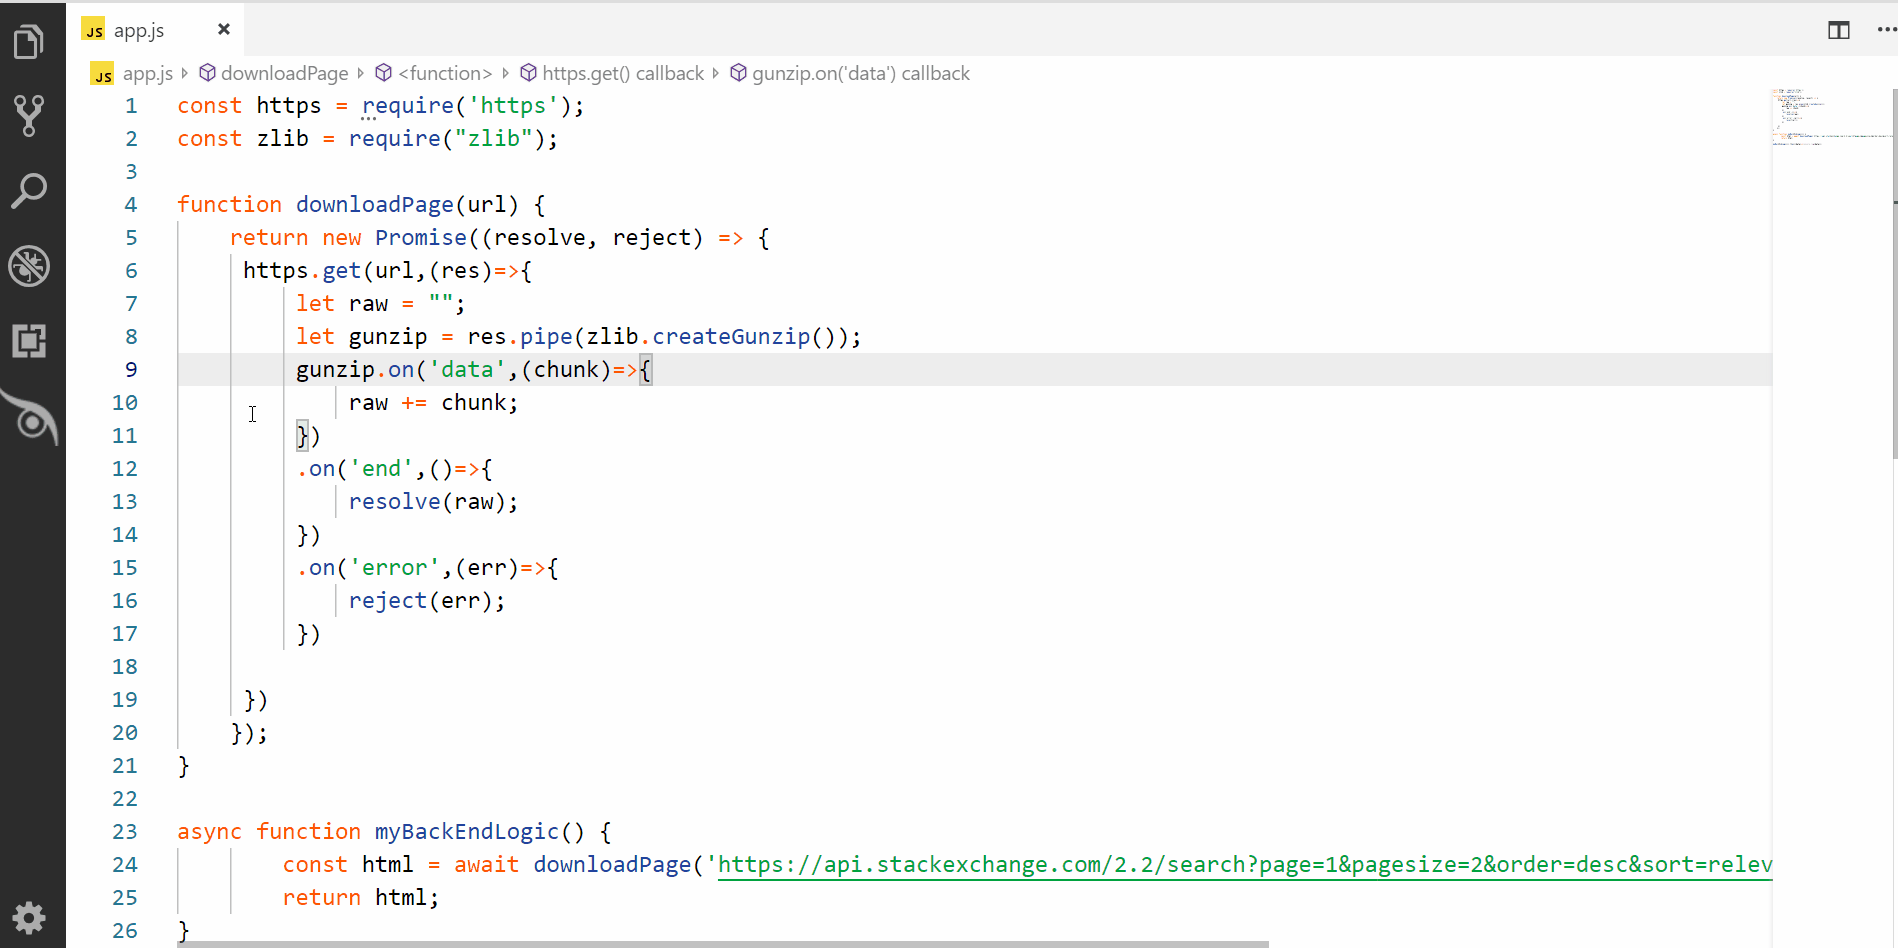 JS app.js ×
JS app.js downloadPage <function> https.get() callback gunzip.on('data') callback
1 const https = require('https');
2 const zlib = require("zlib");
3
4 function downloadPage(url) {
5     return new Promise((resolve, reject) => {
6      https.get(url,(res)=>{
7          let raw = "";
8          let gunzip = res.pipe(zlib.createGunzip());
9          gunzip.on('data',(chunk)=>{
10             raw += chunk;
11         })
12         .on('end',()=>{
13             resolve(raw);
14         })
15         .on('error',(err)=>{
16             reject(err);
17         })
18
19     })
20    });
21 }
22
23 async function myBackEndLogic() {
24         const html = await downloadPage('https://api.stackexchange.com/2.2/search?page=1&pagesize=2&order=desc&sort=relev
25         return html;
26 }